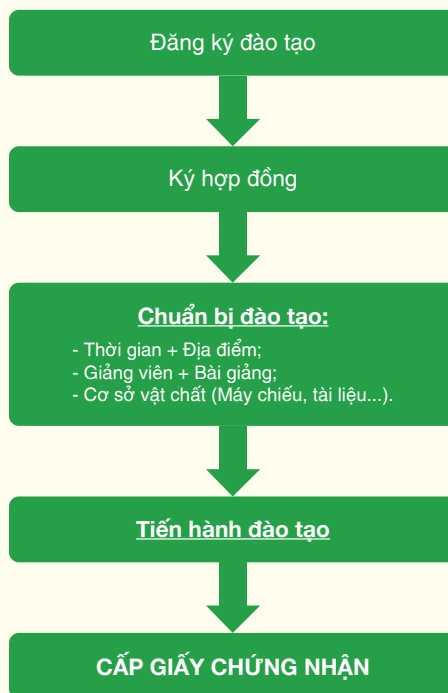 Đăng ký đào tạo
Ký hợp đồng
Chuẩn bị đào tạo:
- Thời gian + Địa điểm;
- Giảng viên + Bài giảng;
- Cơ sở vật chất (Máy chiếu, tài liệu...).
Tiến hành đào tạo
CẤP GIẤY CHỨNG NHẬN